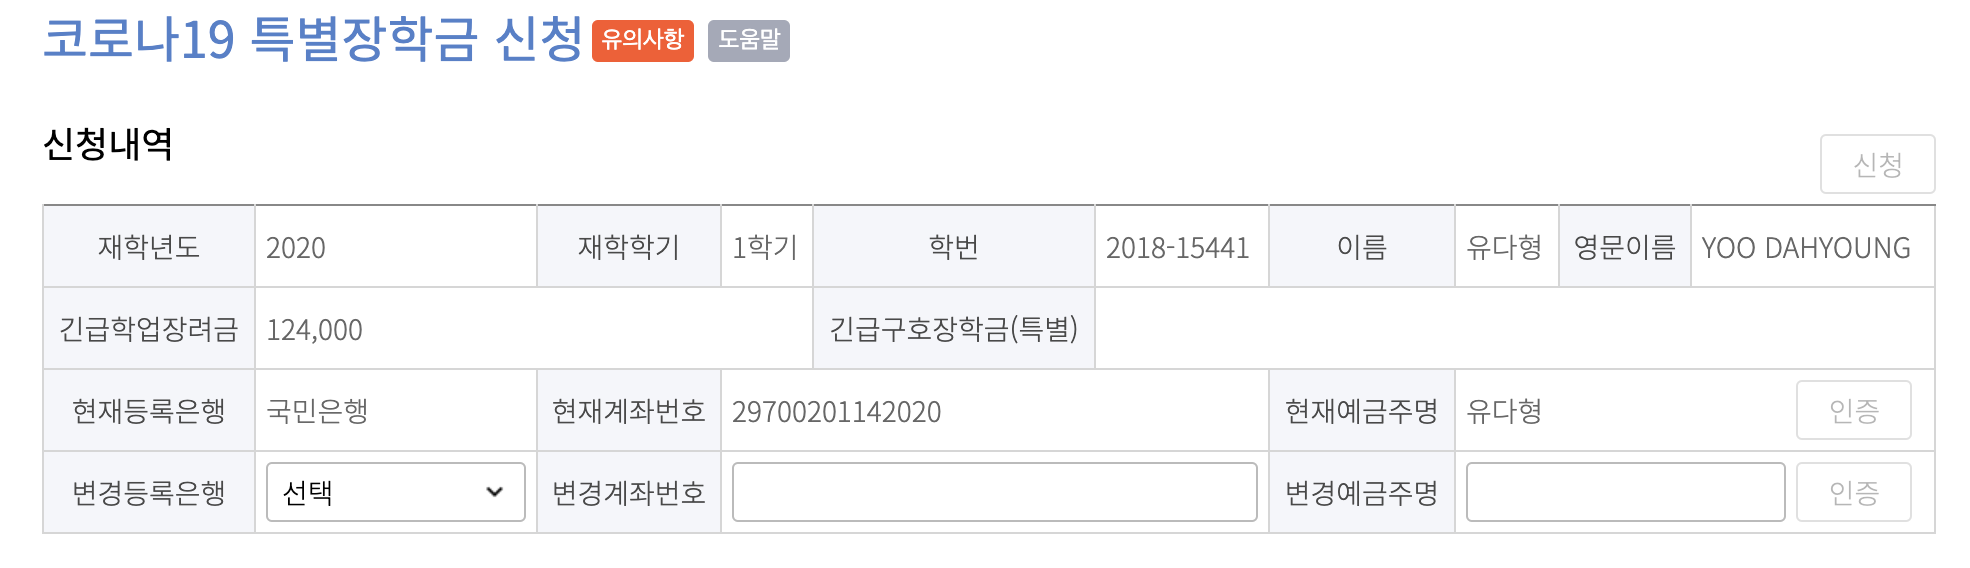 코로나19 특별장학금 신청 유의사항 도움말
신청내역
신청
재학년도 2020 재학학기 1학기 학번 2018-15441 이름 유다형 영문이름 YOO DAHYOUNG
긴급학업장려금 124,000 긴급구호장학금(특별)
현재등록은행 국민은행 현재계좌번호 29700201142020 현재예금주명 유다형 인증
변경등록은행 선택 변경계좌번호 변경예금주명 인증